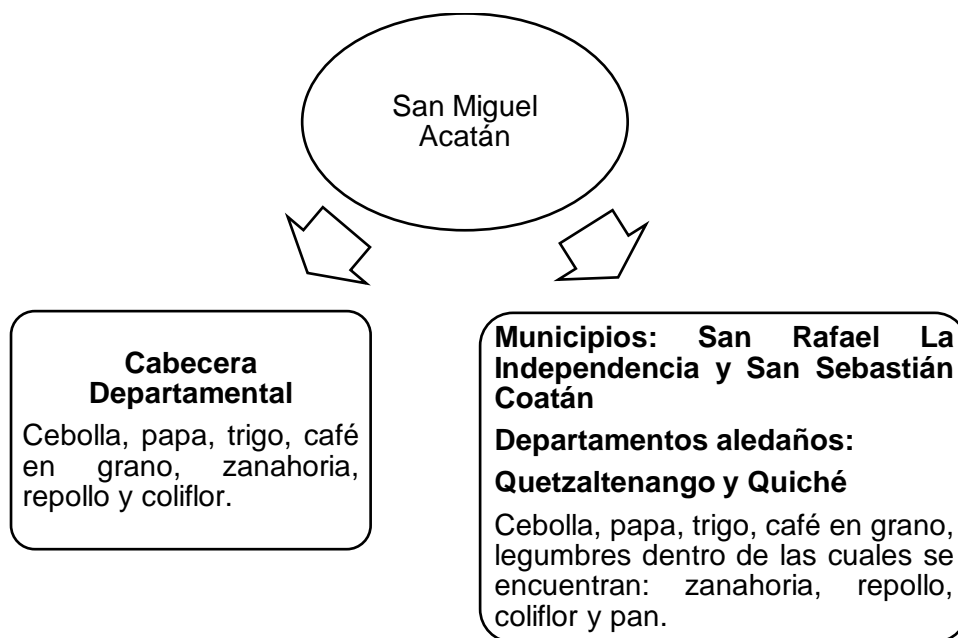 San Miguel
Acatán
Cabecera
Departamental
Cebolla, papa, trigo, café
en grano, zanahoria,
repollo y coliflor.
Municipios: San Rafael La
Independencia y San Sebastián
Coatán
Departamentos aledaños:
Quetzaltenango y Quiché
Cebolla, papa, trigo, café en grano,
legumbres dentro de las cuales se
encuentran: zanahoria, repollo,
coliflor y pan.